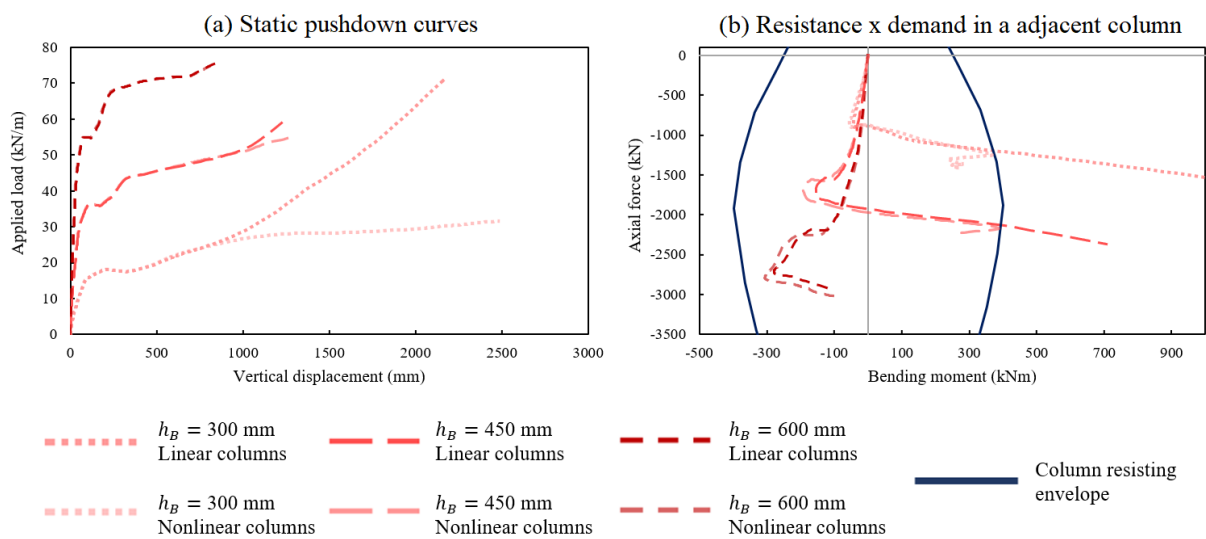 (a) Static pushdown curves
80
70
60
50
40
30
20
10
0
Applied load (kN/m)
0 500 1000 1500 2000 2500 3000
Vertical displacement (mm)
(b) Resistance x demand in a adjacent column
0
-500
-1000
-1500
-2000
-2500
-3000
-3500
Axial force (kN)
-500 -300 -100 100 300 500 700 900
Bending moment (kNm)
h_B = 300 mm
Linear columns
h_B = 450 mm
Linear columns
h_B = 600 mm
Linear columns
h_B = 300 mm
Nonlinear columns
h_B = 450 mm
Nonlinear columns
h_B = 600 mm
Nonlinear columns
Column resisting
envelope